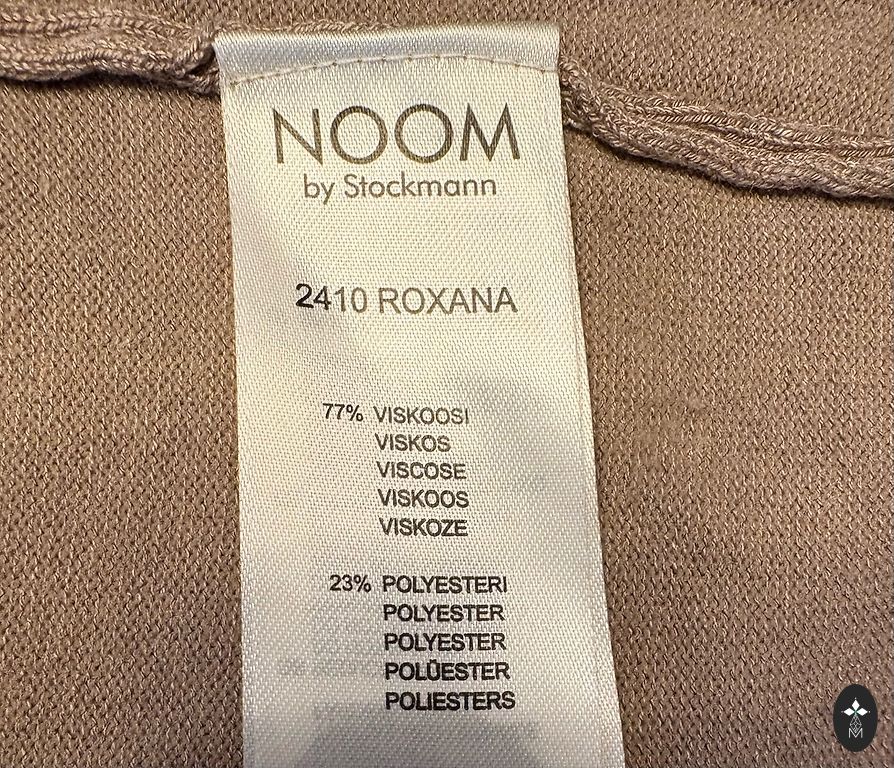 NOOM
by Stockmann
2410 ROXANA
77% VISKOOSI
VISKOS
VISCOSE
VISKOOS
VISKOZE
23% POLYESTERI
POLYESTER
POLYESTER
POLÜESTER
POLIESTERS
M